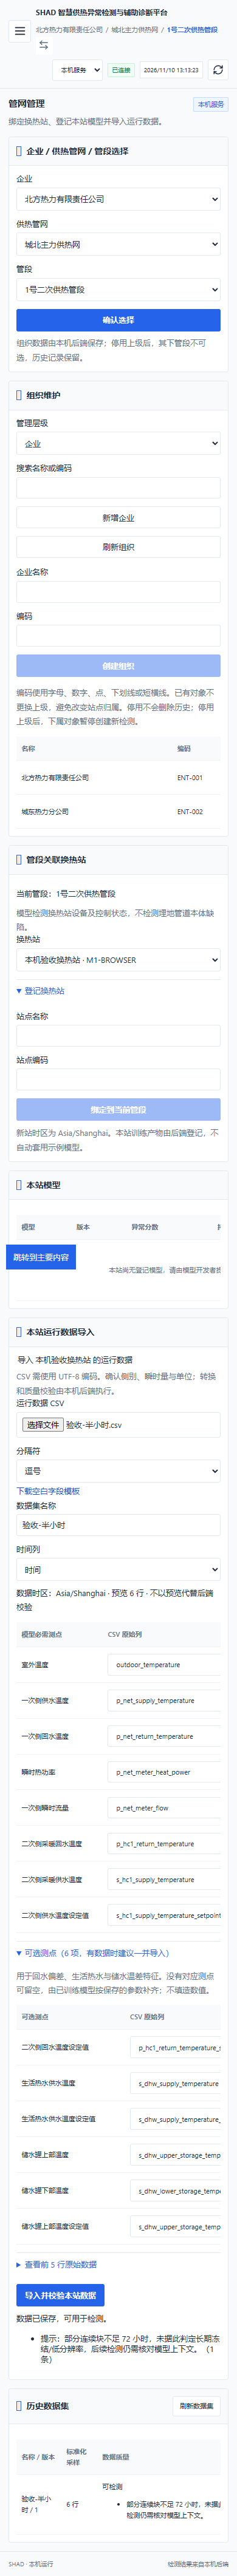 SHAD 智慧供热异常检测与辅助诊断平台
北方热力有限责任公司 / 城北主力供热网 / 1号二次供热管段
本机服务
已连接
2026/11/10 13:13:23
管网管理
本机服务
绑定换热站、登记本站模型并导入运行数据。
企业 / 供热管网 / 管段选择
企业
北方热力有限责任公司
供热管网
城北主力供热网
管段
1号二次供热管段
确认选择
组织数据由本机后端保存；停用上级后，其下管段不可
选，历史记录保留。
组织维护
管理层级
企业
搜索名称或编码
新增企业
刷新组织
企业名称
编码
创建组织
编码使用字母、数字、点、下划线或短横线。已有对象不
更换上级，避免改变站点归属。停用不会删除历史；停用
上级后，下属对象暂停创建新检测。
名称 编码
北方热力有限责任公司 ENT-001
城东热力分公司 ENT-002
管段关联换热站
当前管段：1号二次供热管段
模型检测换热站设备及控制状态，不检测埋地管道本体缺
陷。
换热站
本机验收换热站 · M1-BROWSER
▼ 登记换热站
站点名称
站点编码
绑定到当前管段
新站时区为 Asia/Shanghai。本站训练产物由后端登记，不
自动套用示例模型。
本站模型
模型 版本 异常分数
跳转到主要内容
本站尚无登记模型，请由模型开发者
本站运行数据导入
导入 本机验收换热站 的运行数据
CSV 需使用 UTF-8 编码。确认侧别、瞬时量与单位；转换
和质量校验由本机后端执行。
运行数据 CSV
选择文件 验收-半小时.csv
分隔符
逗号
下载空白字段模板
数据集名称
验收-半小时
时间列
时间
数据时区：Asia/Shanghai · 预览 6 行 · 不以预览代替后端
校验
模型必需测点 CSV 原始列
室外温度 outdoor_temperature
一次侧供水温度 p_net_supply_temperature
一次侧回水温度 p_net_return_temperature
瞬时热功率 p_net_meter_heat_power
一次侧瞬时流量 p_net_meter_flow
二次侧采暖回水温度 p_hc1_return_temperature
二次侧采暖供水温度 s_hc1_supply_temperature
二次侧供水温度设定值 s_hc1_supply_temperature_setpoint
▼ 可选测点（6 项，有数据时建议一并导入）
用于回水偏差、生活热水与储水温差特征。没有对应测点
可留空，由已训练模型按保存的参数补齐；不填造数值。
可选测点 CSV 原始列
二次侧回水温度设定值 p_hc1_return_temperature_s
生活热水供水温度 s_dhw_supply_temperature
生活热水供水温度设定值 s_dhw_supply_temperature_
储水罐上部温度 s_dhw_upper_storage_temp
储水罐下部温度 s_dhw_lower_storage_tempe
储水罐上部温度设定值 s_dhw_upper_storage_temp
▶ 查看前 5 行原始数据
导入并校验本站数据
数据已保存，可用于检测。
• 提示：部分连续块不足 72 小时，未据此判定长期冻
结/低分辨率，后续检测仍需核对模型上下文。（1
条）
历史数据集
刷新数据集
名称 / 版本 标准化采样 数据质量
验收-半小时 / 1 6 行 可检测
• 部分连续块不足 72 小时，未据
检测仍需核对模型上下文。
SHAD · 本机运行
检测结果来自本机后端